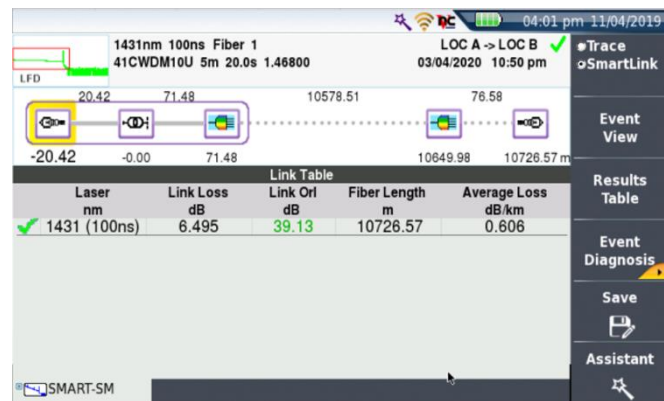 04:01 pm 11/04/2019
1431nm 100ns Fiber 1
LOC A -> LOC B
41CWDM10U 5m 20.0s 1.46800
03/04/2020 10:50 pm
LFD
Trace
SmartLink
20.42 71.48 10578.51 76.58
-20.42 -0.00 71.48 10649.98 10726.57 m
Event
View
Link Table
Laser Link Loss Link Orl Fiber Length Average Loss
nm dB dB m dB/km
1431 (100ns) 6.495 39.13 10726.57 0.606
Results
Table
Event
Diagnosis
Save
Assistant
SMART-SM